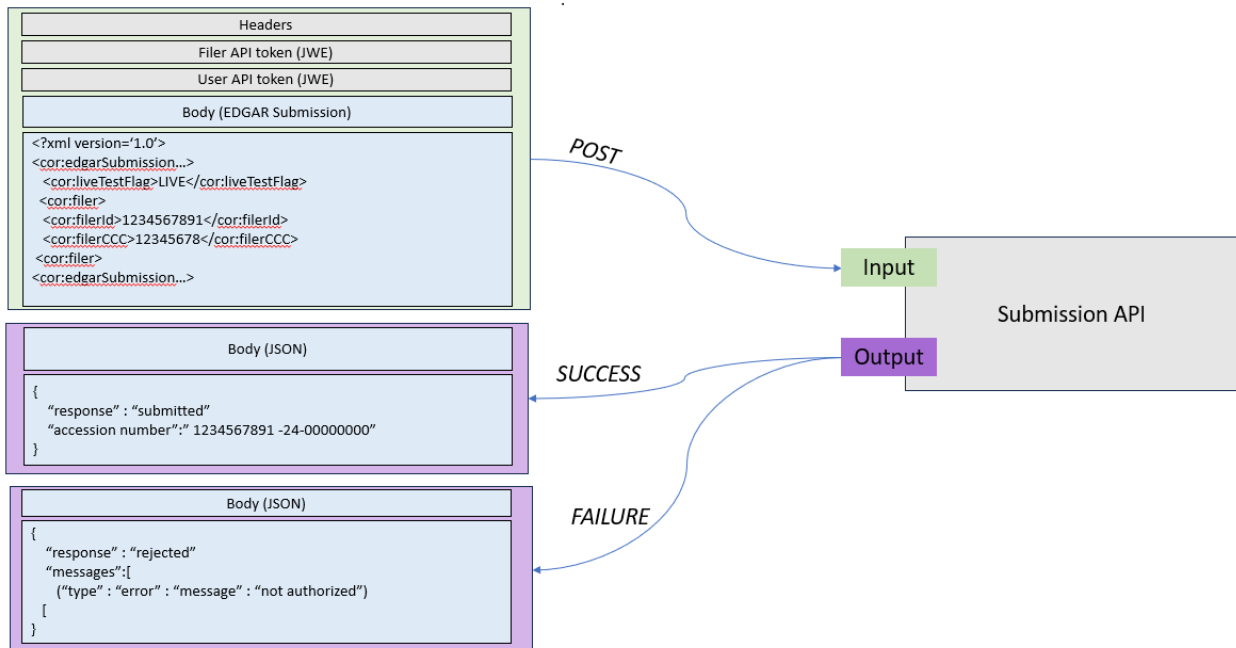 Headers
Filer API token (JWE)
User API token (JWE)
Body (EDGAR Submission)
<?xml version=‘1.0’>
<cor:edgarSubmission…>
<cor:liveTestFlag>LIVE</cor:liveTestFlag>
<cor:filer>
<cor:filerId>1234567891</cor:filerId>
<cor:filerCCC>12345678</cor:filerCCC>
<cor:filer>
<cor:edgarSubmission…>
POST
Input
Submission API
Output
SUCCESS
Body (JSON)
{
“response” : “submitted”
“accession number”:” 1234567891 -24-00000000”
}
FAILURE
Body (JSON)
{
“response” : “rejected”
“messages”:[
(“type” : “error” : “message” : “not authorized”)
[
}